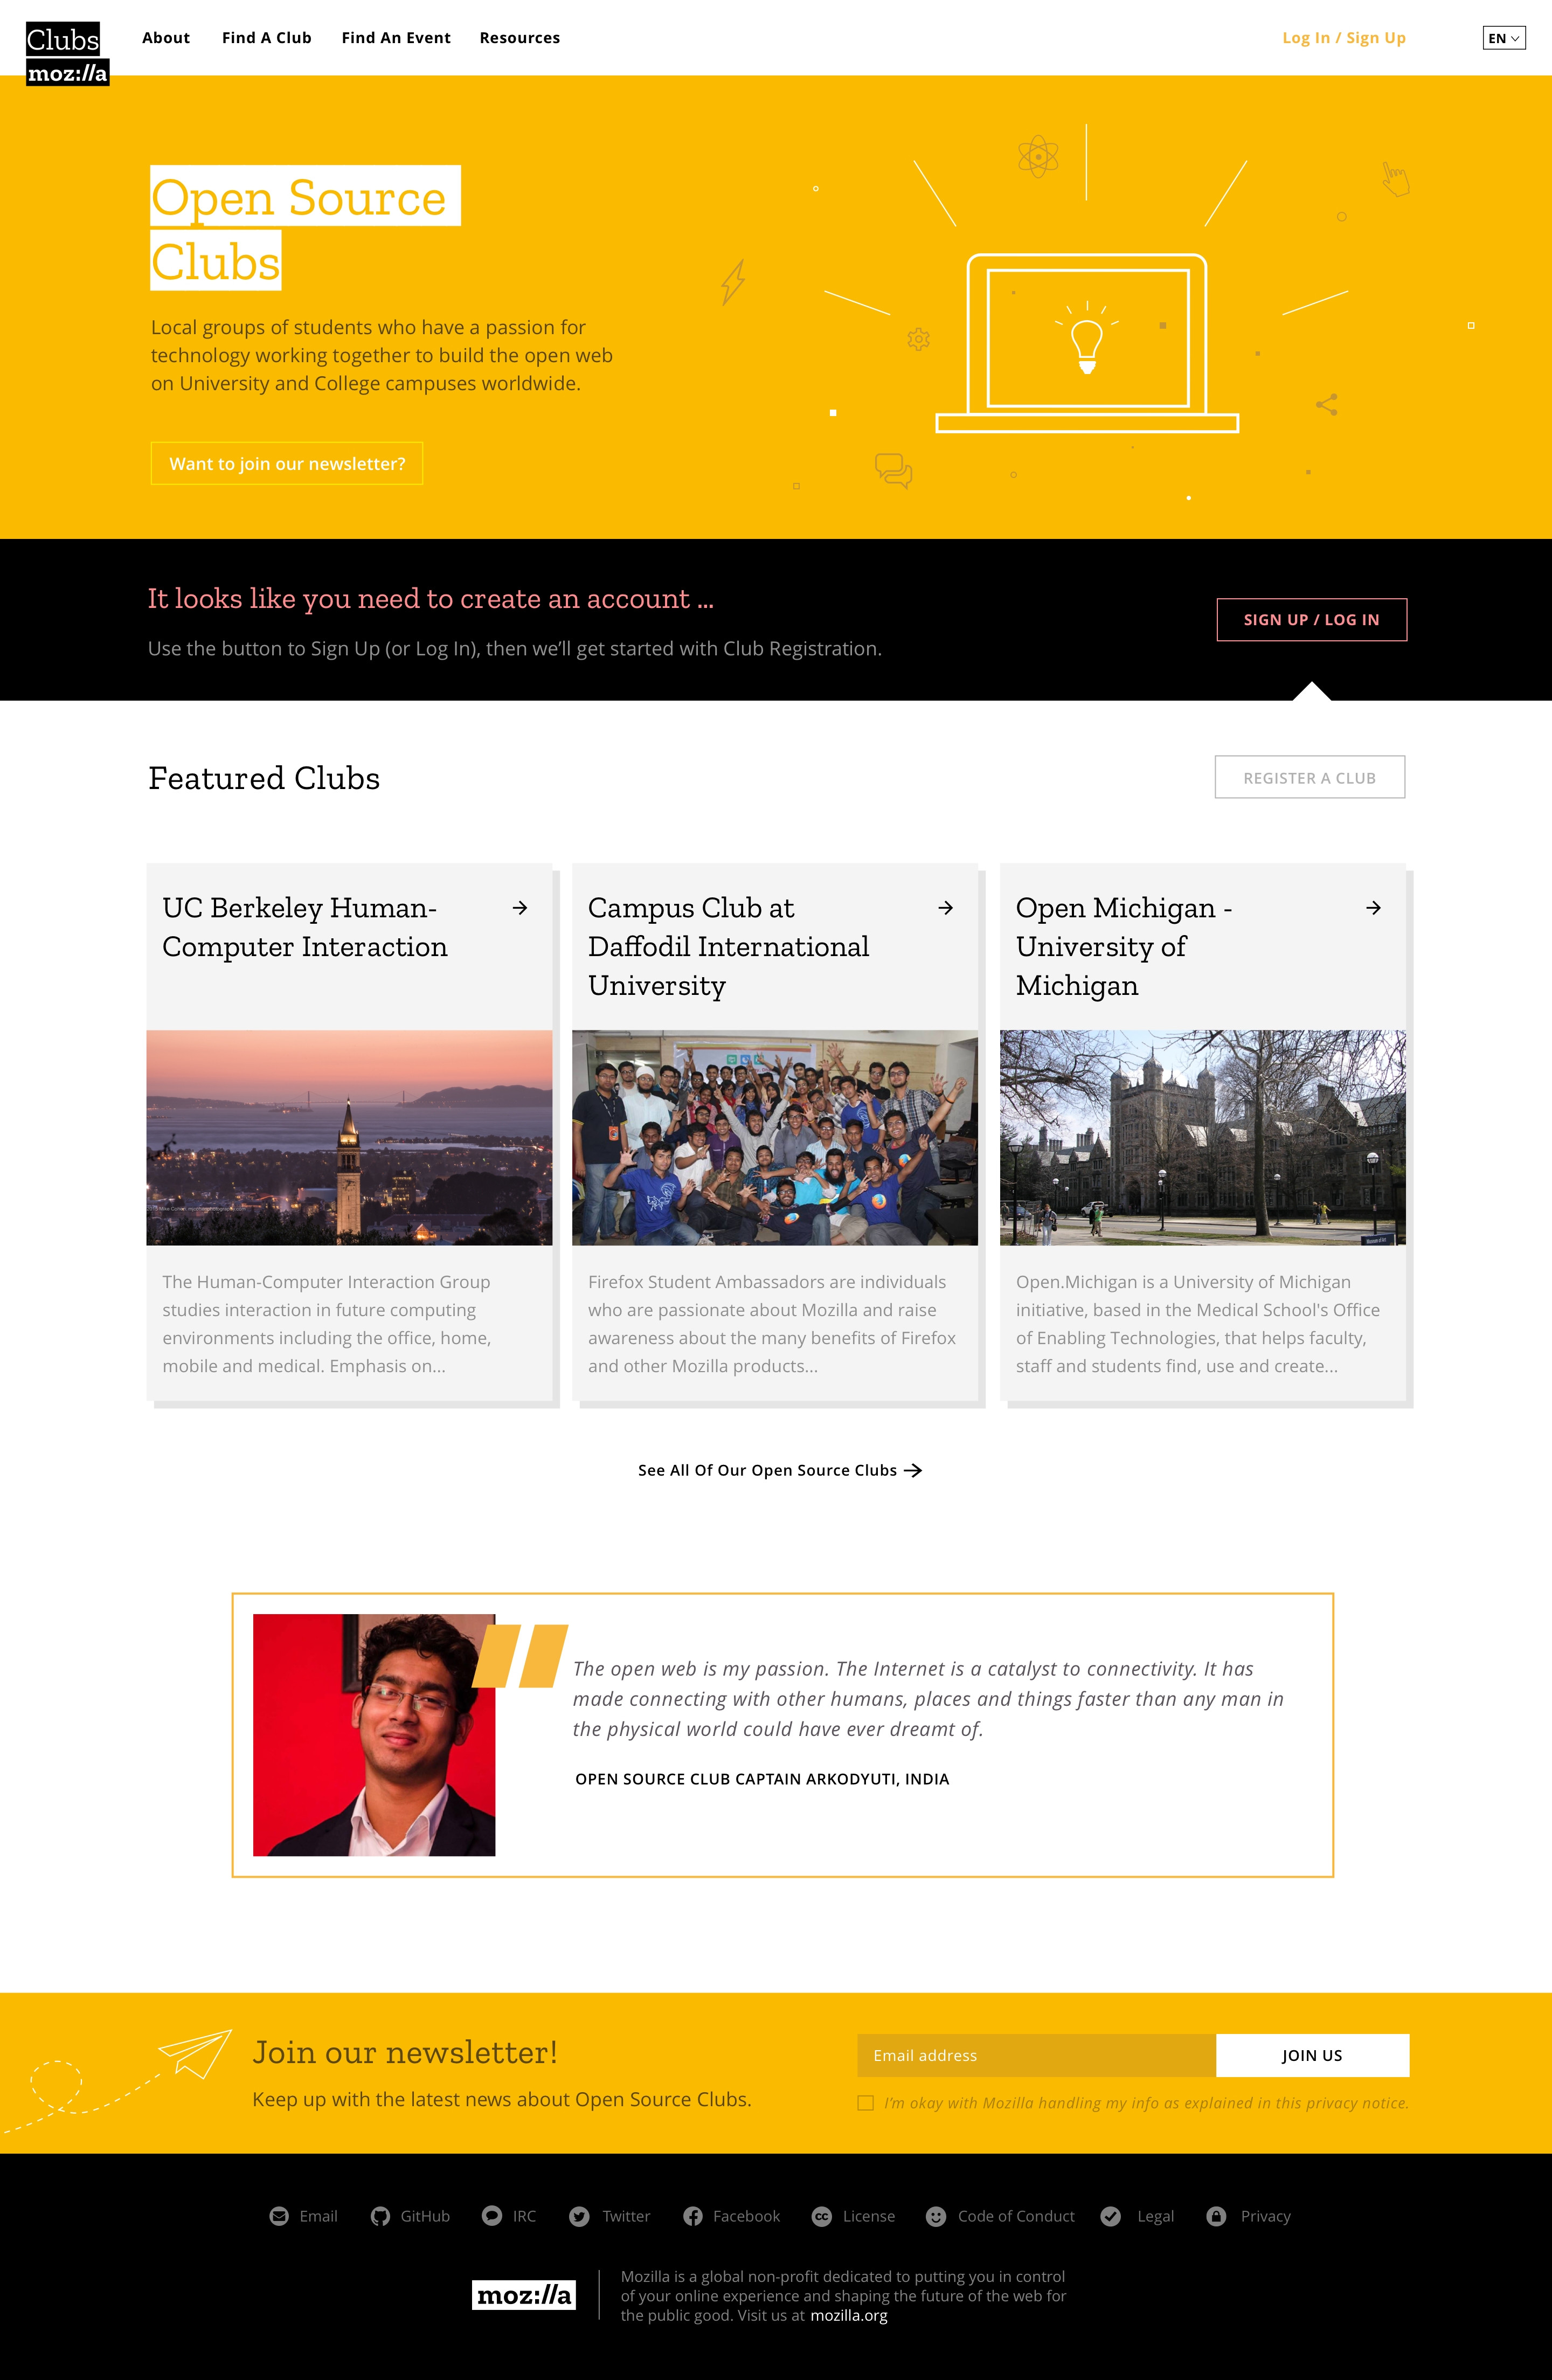 Clubs
moz://a
About
Find A Club
Find An Event
Resources
Log In / Sign Up
EN
Open Source
Clubs
Local groups of students who have a passion for
technology working together to build the open web
on University and College campuses worldwide.
Want to join our newsletter?
It looks like you need to create an account ...
Use the button to Sign Up (or Log In), then we’ll get started with Club Registration.
SIGN UP / LOG IN
Featured Clubs
REGISTER A CLUB
UC Berkeley Human-
Computer Interaction
The Human-Computer Interaction Group
studies interaction in future computing
environments including the office, home,
mobile and medical. Emphasis on...
Campus Club at
Daffodil International
University
Firefox Student Ambassadors are individuals
who are passionate about Mozilla and raise
awareness about the many benefits of Firefox
and other Mozilla products...
Open Michigan -
University of
Michigan
Open.Michigan is a University of Michigan
initiative, based in the Medical School's Office
of Enabling Technologies, that helps faculty,
staff and students find, use and create...
See All Of Our Open Source Clubs
The open web is my passion. The Internet is a catalyst to connectivity. It has
made connecting with other humans, places and things faster than any man in
the physical world could have ever dreamt of.
OPEN SOURCE CLUB CAPTAIN ARKODYUTI, INDIA
Join our newsletter!
Keep up with the latest news about Open Source Clubs.
Email address
JOIN US
I’m okay with Mozilla handling my info as explained in this privacy notice.
Email
GitHub
IRC
Twitter
Facebook
License
Code of Conduct
Legal
Privacy
moz://a
Mozilla is a global non-profit dedicated to putting you in control
of your online experience and shaping the future of the web for
the public good. Visit us at mozilla.org